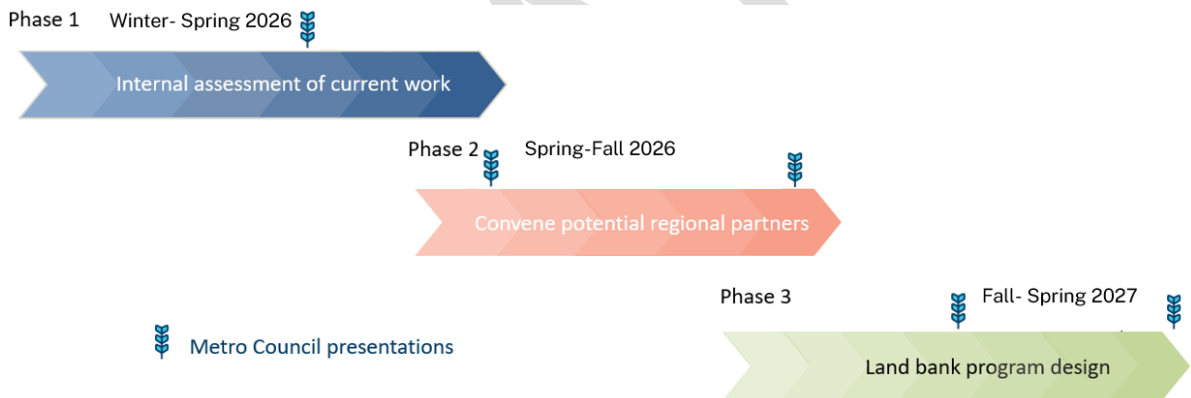 Phase 1 Winter- Spring 2026
Internal assessment of current work
Phase 2 Spring-Fall 2026
Convene potential regional partners
Phase 3 Fall- Spring 2027
Metro Council presentations
Land bank program design